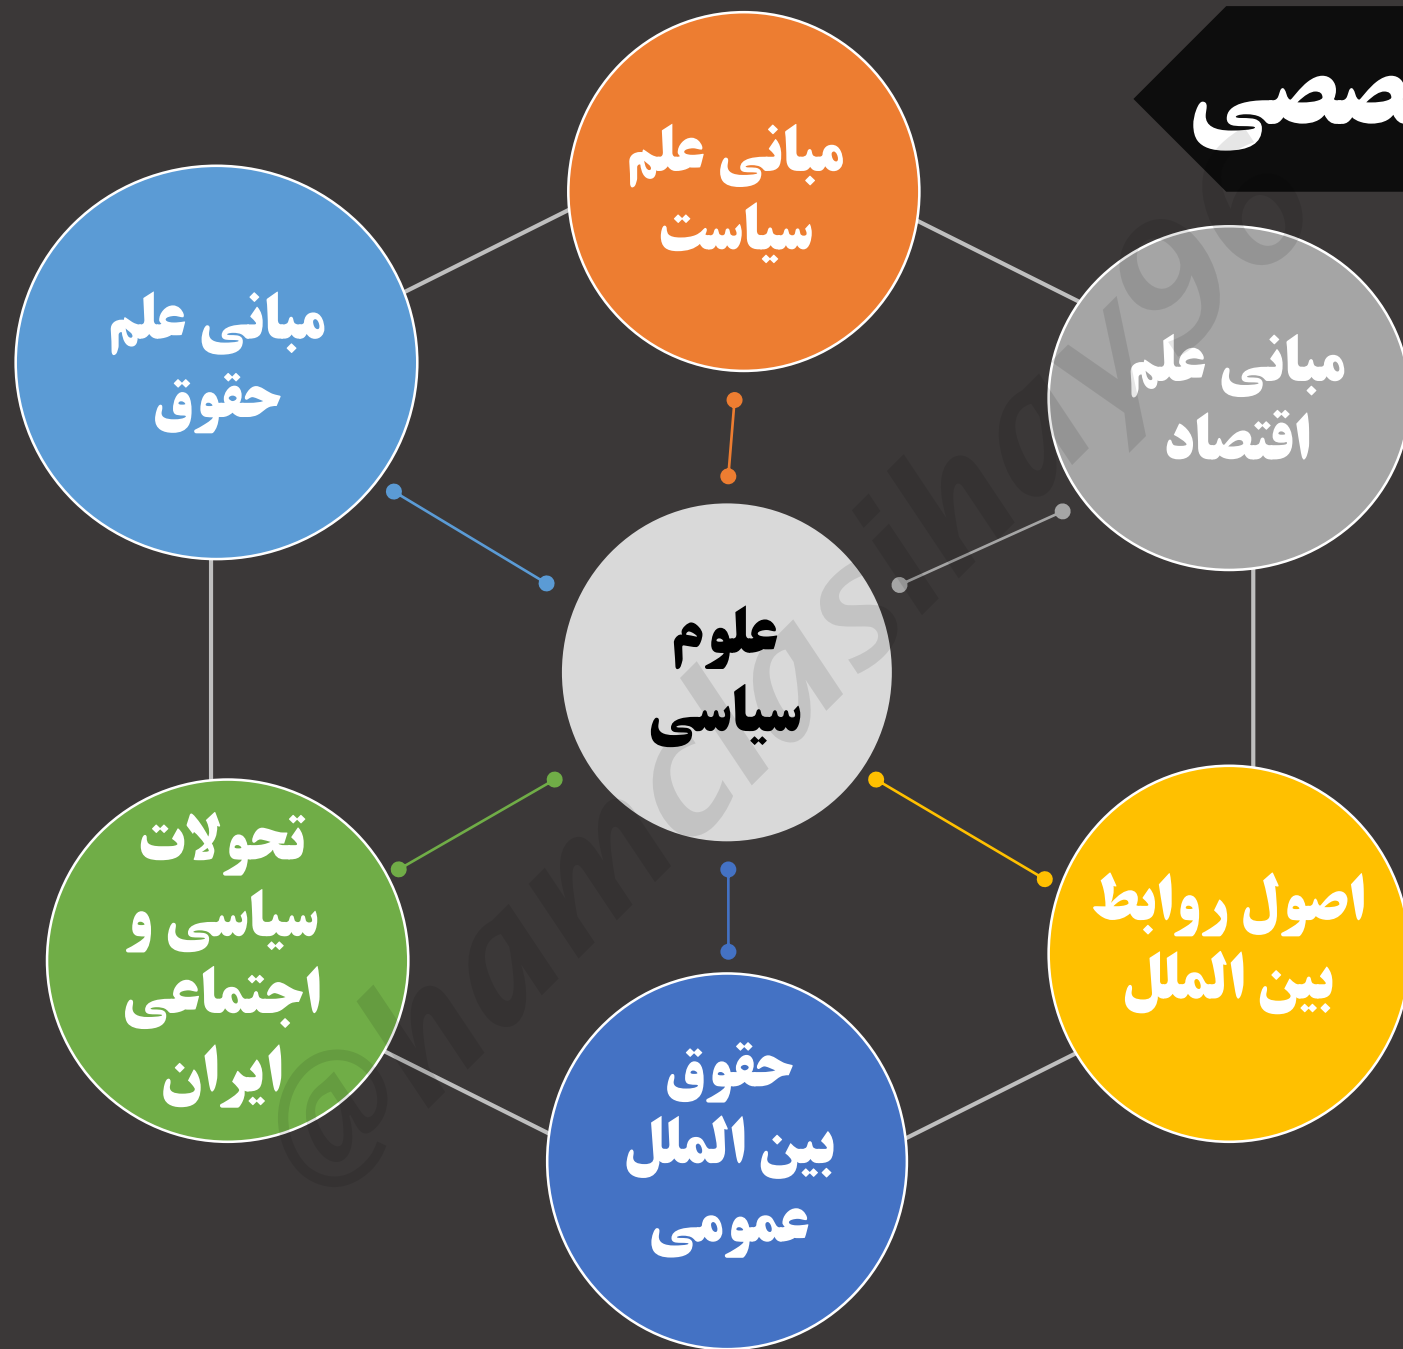 مبانی علم
سیاست
مبانی علم
اقتصاد
اصول روابط
بین الملل
حقوق
بین الملل
عمومی
تحولات
سیاسی و
اجتماعی
ایران
مبانی علم
حقوق
علوم
سیاسی
@hamclasihay96